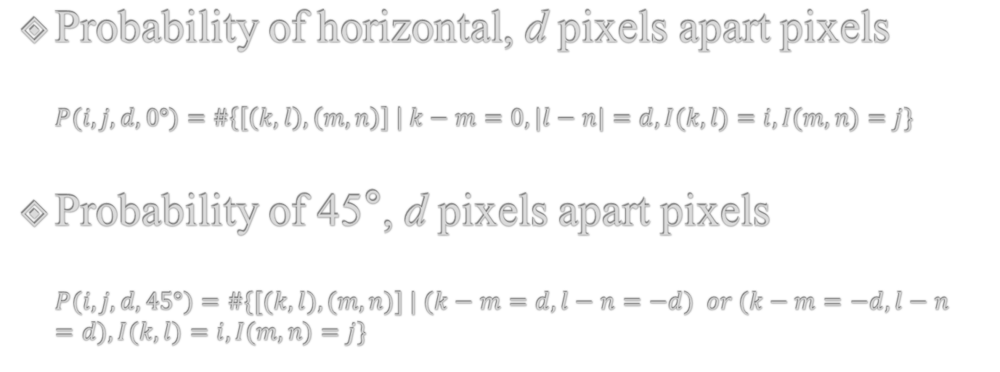 Probability of horizontal, d pixels apart pixels
P(i, j, d, 0°) = #{[(k, l), (m, n)] | k − m = 0, |l − n| = d, I(k, l) = i, I(m, n) = j}
Probability of 45°, d pixels apart pixels
P(i, j, d, 45°) = #{[(k, l), (m, n)] | (k − m = d, l − n = −d) or (k − m = −d, l − n
= d), I(k, l) = i, I(m, n) = j}